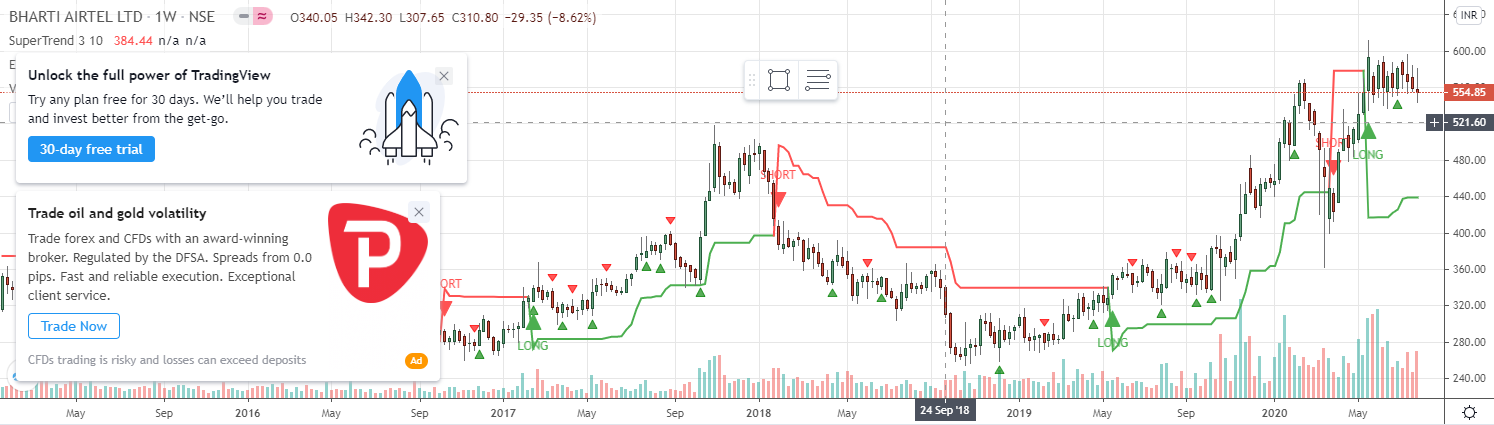 BHARTI AIRTEL LTD · 1W · NSE O340.05 H342.30 L307.65 C310.80 −29.35 (−8.62%)
SuperTrend 3 10 384.44 n/a n/a
INR
600.00
554.85
521.60
480.00
440.00
400.00
360.00
320.00
280.00
240.00
Unlock the full power of TradingView
Try any plan free for 30 days. We'll help you trade
and invest better from the get-go.
30-day free trial
Trade oil and gold volatility
Trade forex and CFDs with an award-winning
broker. Regulated by the DFSA. Spreads from 0.0
pips. Fast and reliable execution. Exceptional
client service.
Trade Now
CFDs trading is risky and losses can exceed deposits
Ad
P
ORT
LONG
SHORT
LONG
SHORT
LONG
May Sep 2016 May Sep 2017 May Sep 2018 May 24 Sep '18 2019 May Sep 2020 May